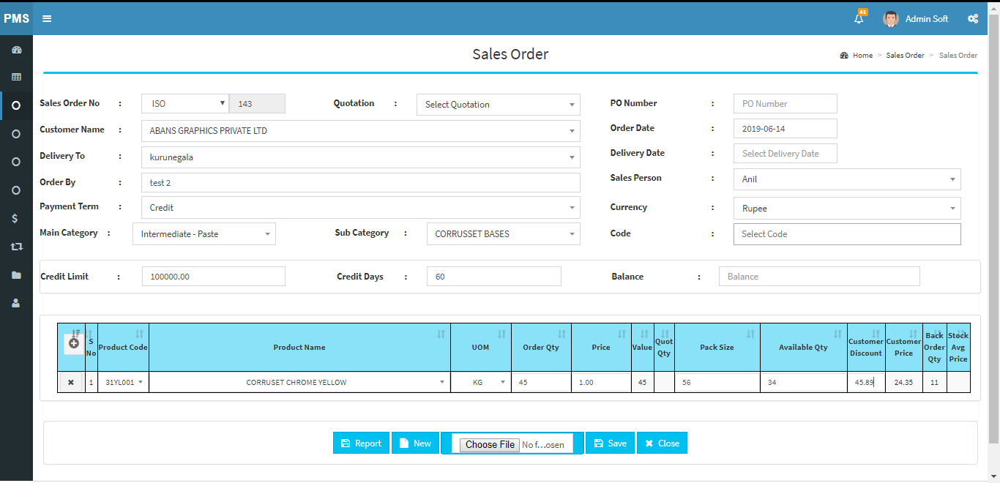 PMS
41
Admin Soft
Sales Order
Home > Sales Order > Sales Order
Sales Order No : ISO 143 Quotation : Select Quotation PO Number : PO Number
Customer Name : ABANS GRAPHICS PRIVATE LTD Order Date : 2019-06-14
Delivery To : kurunegala Delivery Date : Select Delivery Date
Order By : test 2 Sales Person : Anil
Payment Term : Credit Currency : Rupee
Main Category : Intermediate - Paste Sub Category : CORRUSSET BASES Code : Select Code
Credit Limit : 100000.00 Credit Days : 60 Balance : Balance
S No Product Code Product Name UOM Order Qty Price Value Quot Qty Pack Size Available Qty Customer Discount Customer Price Back Order Qty Stock Avg Price
1 31YL001 CORRUSET CHROME YELLOW KG 45 1.00 45 56 34 45.89 24.35 11
Report New Choose File No f...osen Save Close